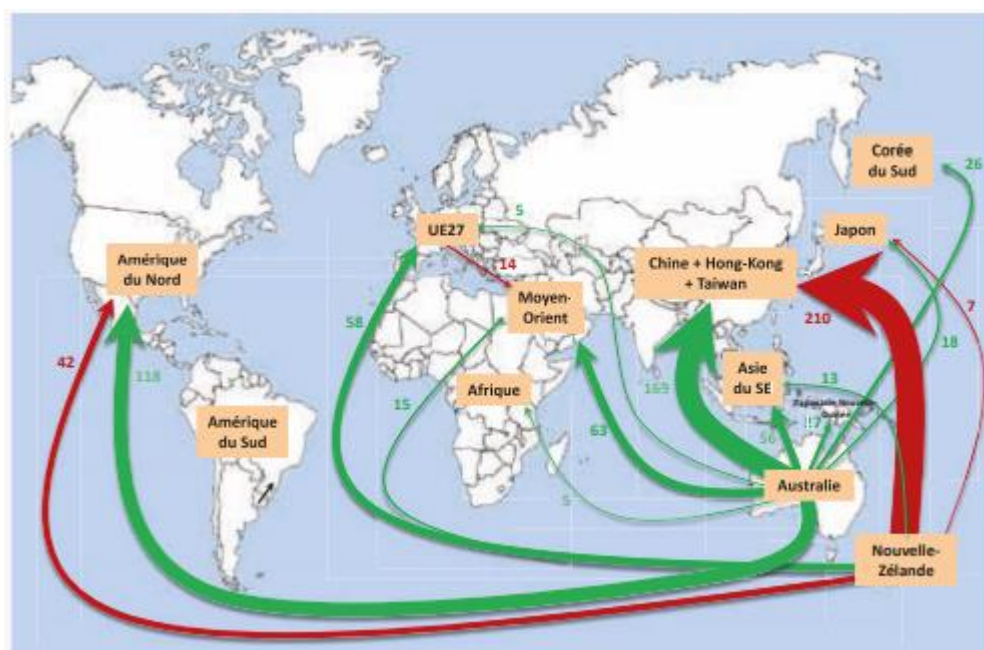 Corée
du Sud
26
UE27
5
Japon
Amérique
du Nord
14
Chine + Hong-Kong
+ Taiwan
Moyen-
Orient
58
210
7
42
118
18
169
Asie
du SE
13
Afrique
15
Amérique
du Sud
63
56
5
Australie
Nouvelle-
Zélande